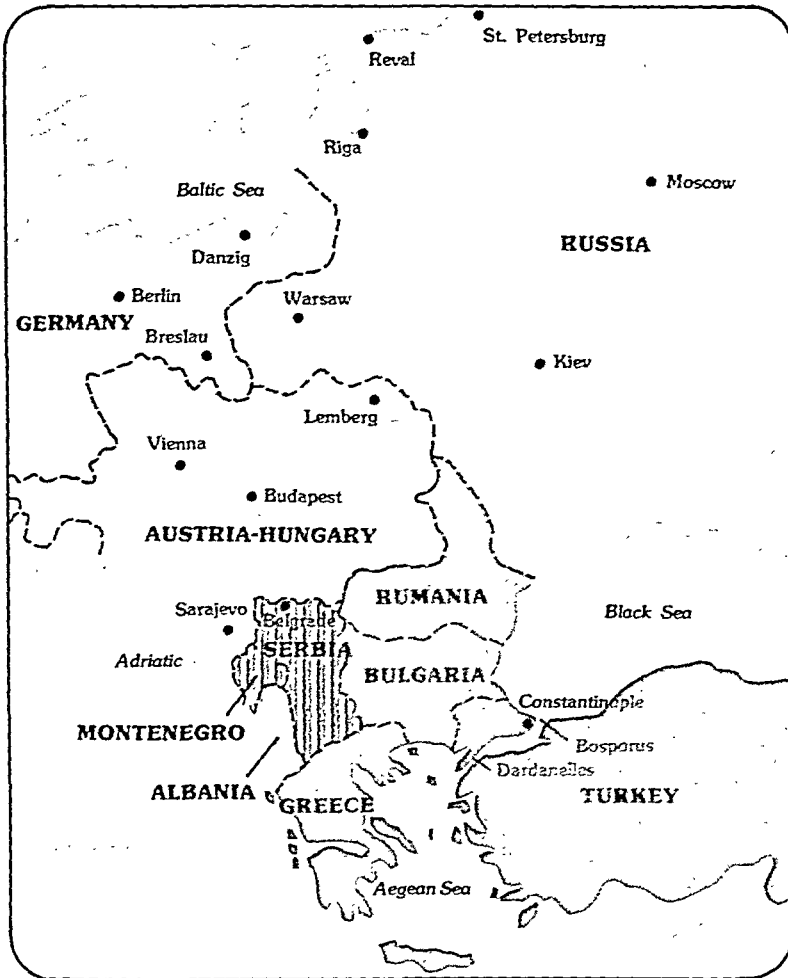 St. Petersburg
Reval
Riga
Moscow
Baltic Sea
Danzig
RUSSIA
Berlin
Warsaw
GERMANY
Breslau
Kiev
Lemberg
Vienna
Budapest
AUSTRIA-HUNGARY
RUMANIA
Sarajevo
Belgrade
Black Sea
SERBIA
Adriatic
BULGARIA
Constantinople
MONTENEGRO
Bosporus
Dardanelles
ALBANIA
GREECE
TURKEY
Aegean Sea